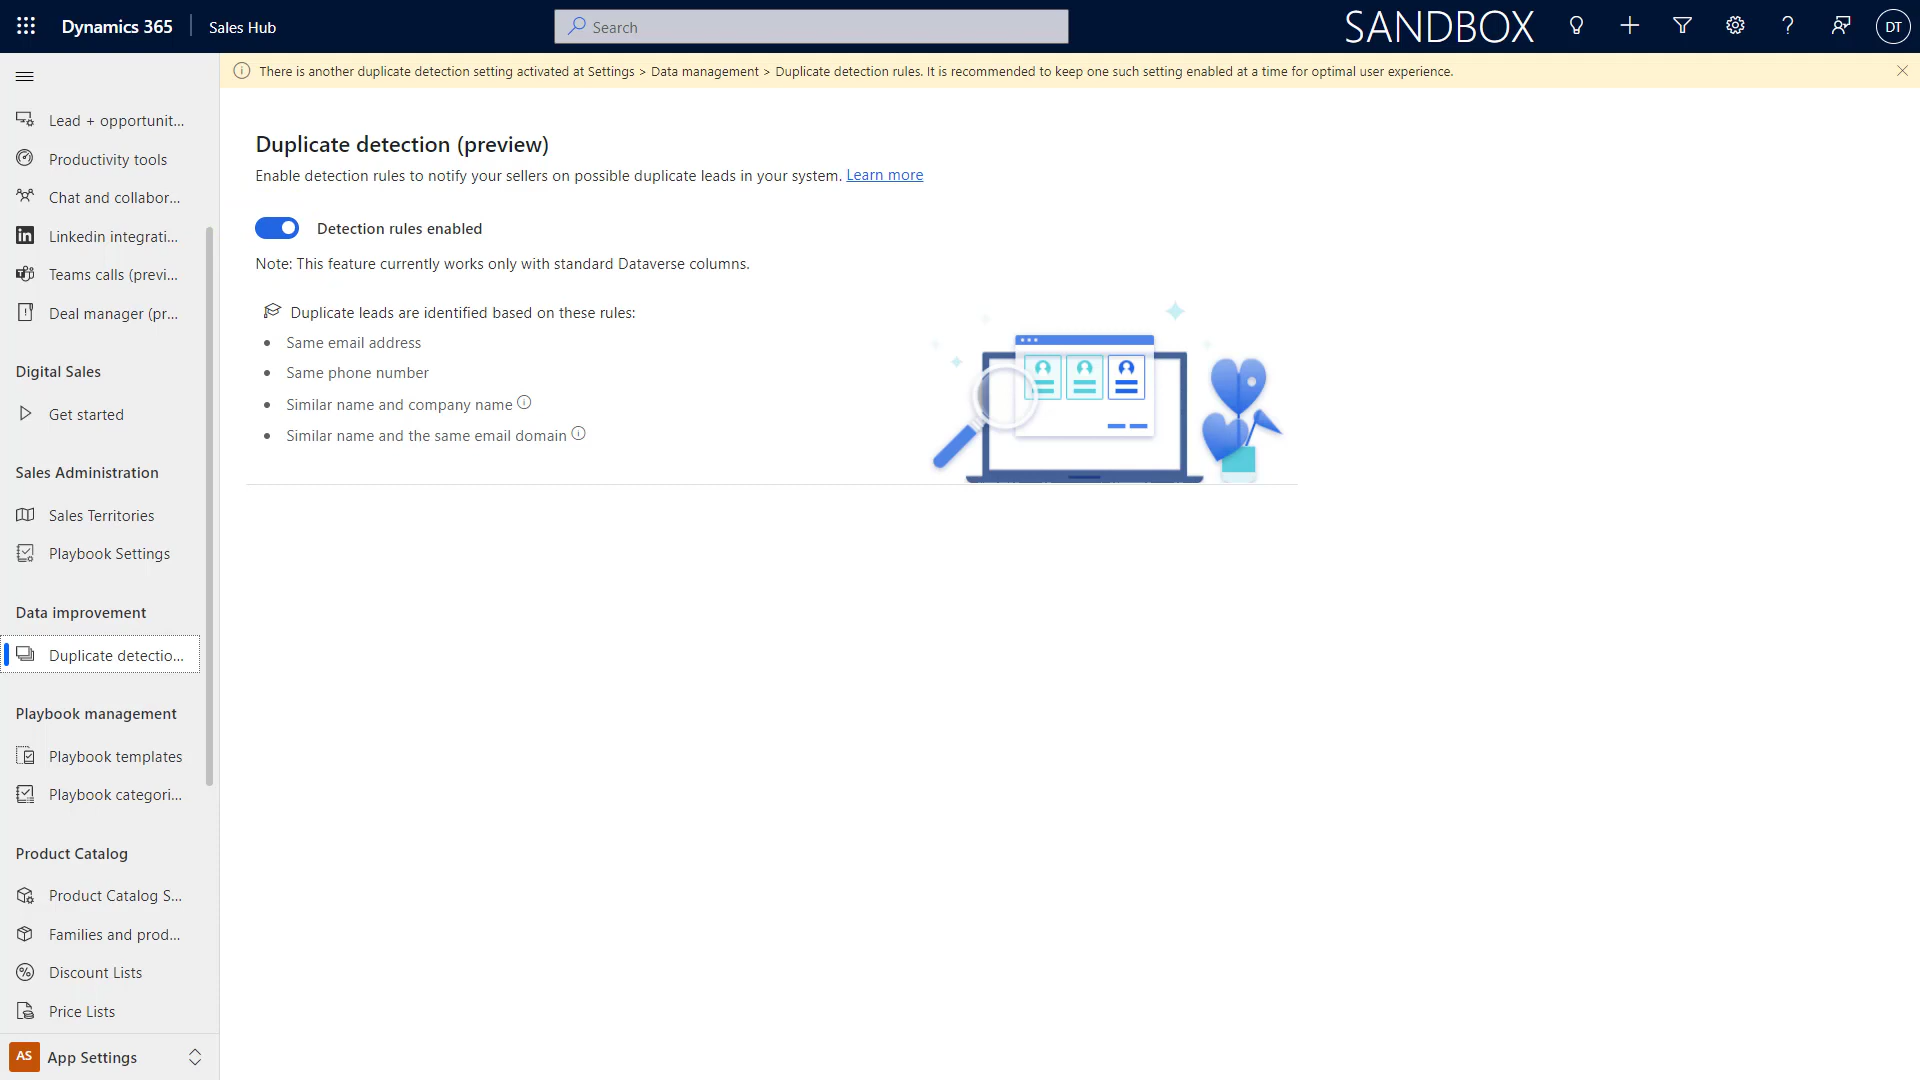 Dynamics 365
Sales Hub
Search
SANDBOX
DT
There is another duplicate detection setting activated at Settings > Data management > Duplicate detection rules. It is recommended to keep one such setting enabled at a time for optimal user experience.
Lead + opportunit...
Productivity tools
Chat and collabor...
Linkedin integrati...
Teams calls (previ...
Deal manager (pr...
Digital Sales
Get started
Sales Administration
Sales Territories
Playbook Settings
Data improvement
Duplicate detectio...
Playbook management
Playbook templates
Playbook categori...
Product Catalog
Product Catalog S...
Families and prod...
Discount Lists
Price Lists
AS App Settings
Duplicate detection (preview)
Enable detection rules to notify your sellers on possible duplicate leads in your system. Learn more
Detection rules enabled
Note: This feature currently works only with standard Dataverse columns.
Duplicate leads are identified based on these rules:
• Same email address
• Same phone number
• Similar name and company name
• Similar name and the same email domain